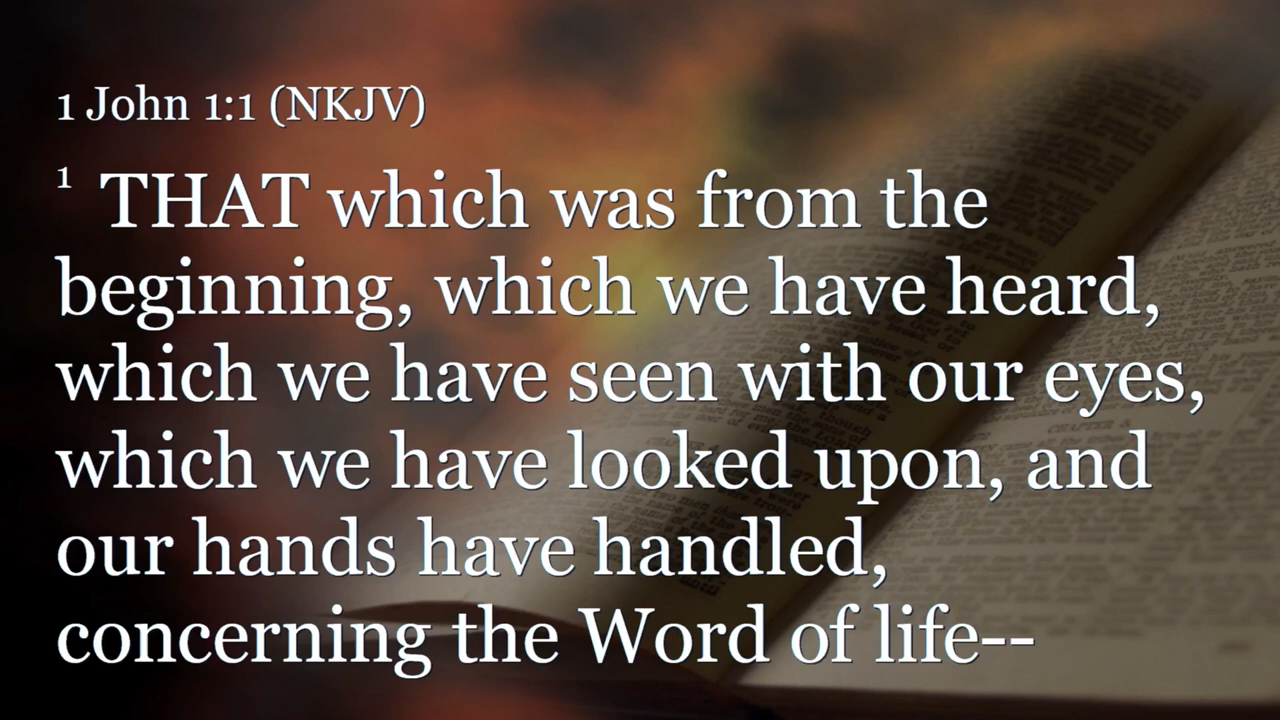 1 John 1:1 (NKJV)
1 THAT which was from the
beginning, which we have heard,
which we have seen with our eyes,
which we have looked upon, and
our hands have handled,
concerning the Word of life--